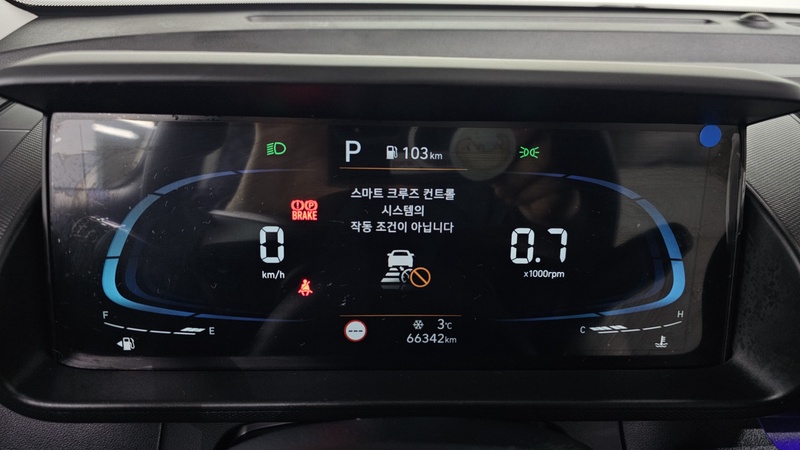 P 103km
스마트 크루즈 컨트롤
시스템의
작동 조건이 아닙니다
(!) (P)
BRAKE
0
km/h
0.7
x1000rpm
F E
C H
3℃
66342km